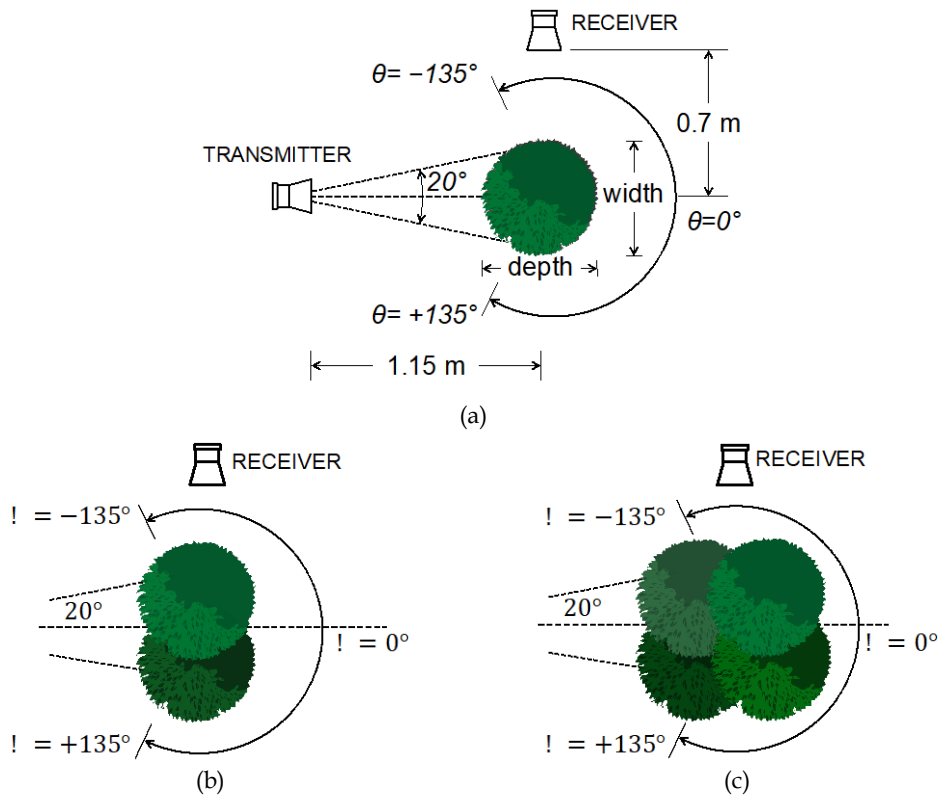 RECEIVER
θ= −135°
0.7 m
TRANSMITTER
20°
width
θ=0°
depth
θ= +135°
1.15 m
(a)
RECEIVER
! = −135°
20°
! = 0°
! = +135°
(b)
RECEIVER
! = −135°
20°
! = 0°
! = +135°
(c)